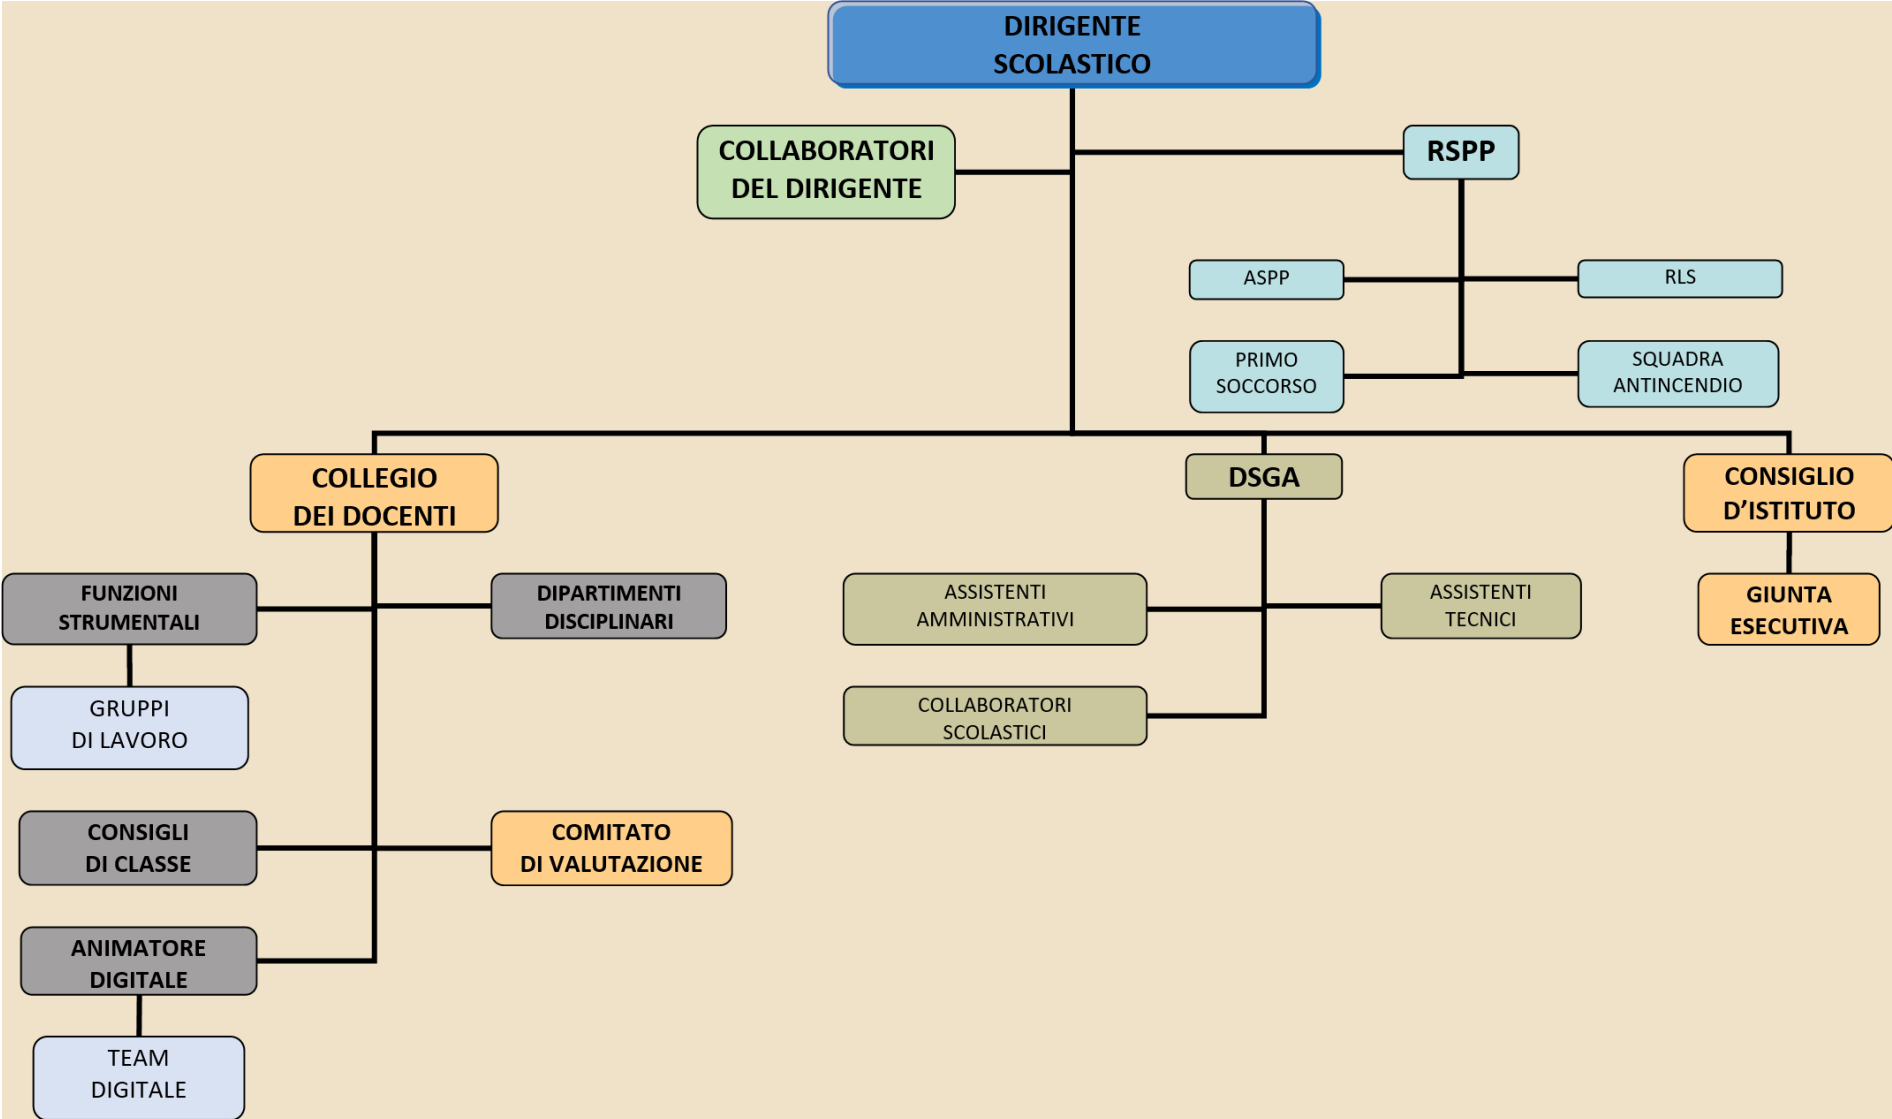 DIRIGENTE
SCOLASTICO
COLLABORATORI
DEL DIRIGENTE
RSPP
ASPP
RLS
PRIMO
SOCCORSO
SQUADRA
ANTINCENDIO
COLLEGIO
DEI DOCENTI
DSGA
CONSIGLIO
D’ISTITUTO
FUNZIONI
STRUMENTALI
DIPARTIMENTI
DISCIPLINARI
ASSISTENTI
AMMINISTRATIVI
ASSISTENTI
TECNICI
GIUNTA
ESECUTIVA
GRUPPI
DI LAVORO
COLLABORATORI
SCOLASTICI
CONSIGLI
DI CLASSE
COMITATO
DI VALUTAZIONE
ANIMATORE
DIGITALE
TEAM
DIGITALE